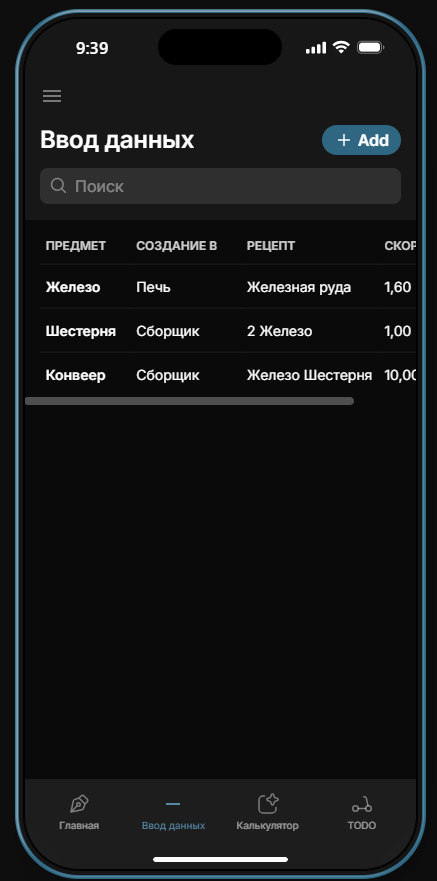 9:39
Ввод данных
Add
Поиск
ПРЕДМЕТ СОЗДАНИЕ В РЕЦЕПТ СКОР
Железо Печь Железная руда 1,60
Шестерня Сборщик 2 Железо 1,00
Конвеер Сборщик Железо Шестерня 10,00
Главная Ввод данных Калькулятор TODO